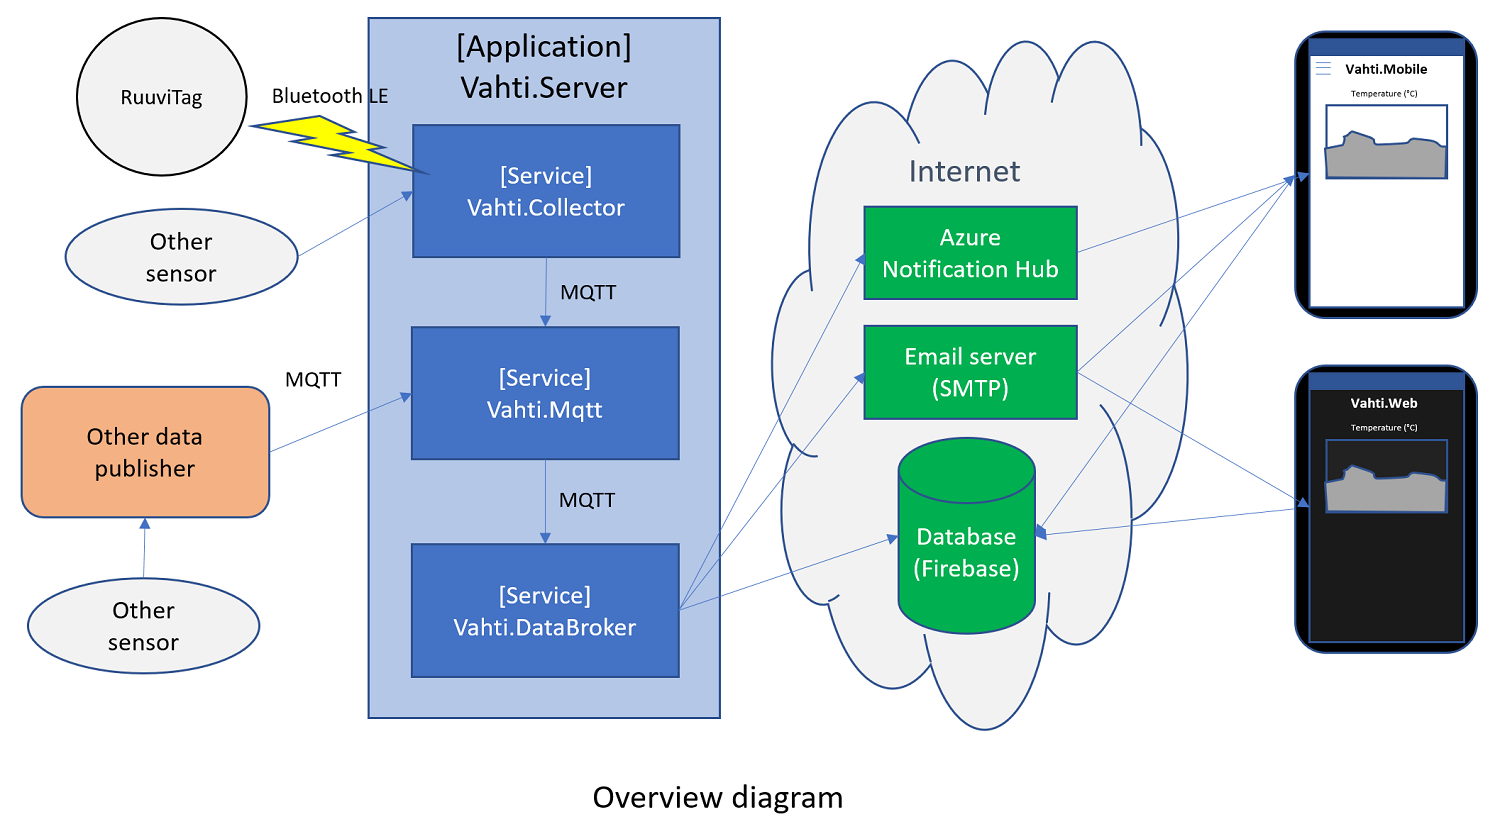 RuuviTag
Bluetooth LE
Other
sensor
[Application]
Vahti.Server
[Service]
Vahti.Collector
MQTT
MQTT
Other data
publisher
Other
sensor
[Service]
Vahti.Mqtt
MQTT
[Service]
Vahti.DataBroker
Internet
Azure
Notification Hub
Email server
(SMTP)
Database
(Firebase)
Vahti.Mobile
Temperature (°C)
Vahti.Web
Temperature (°C)
Overview diagram